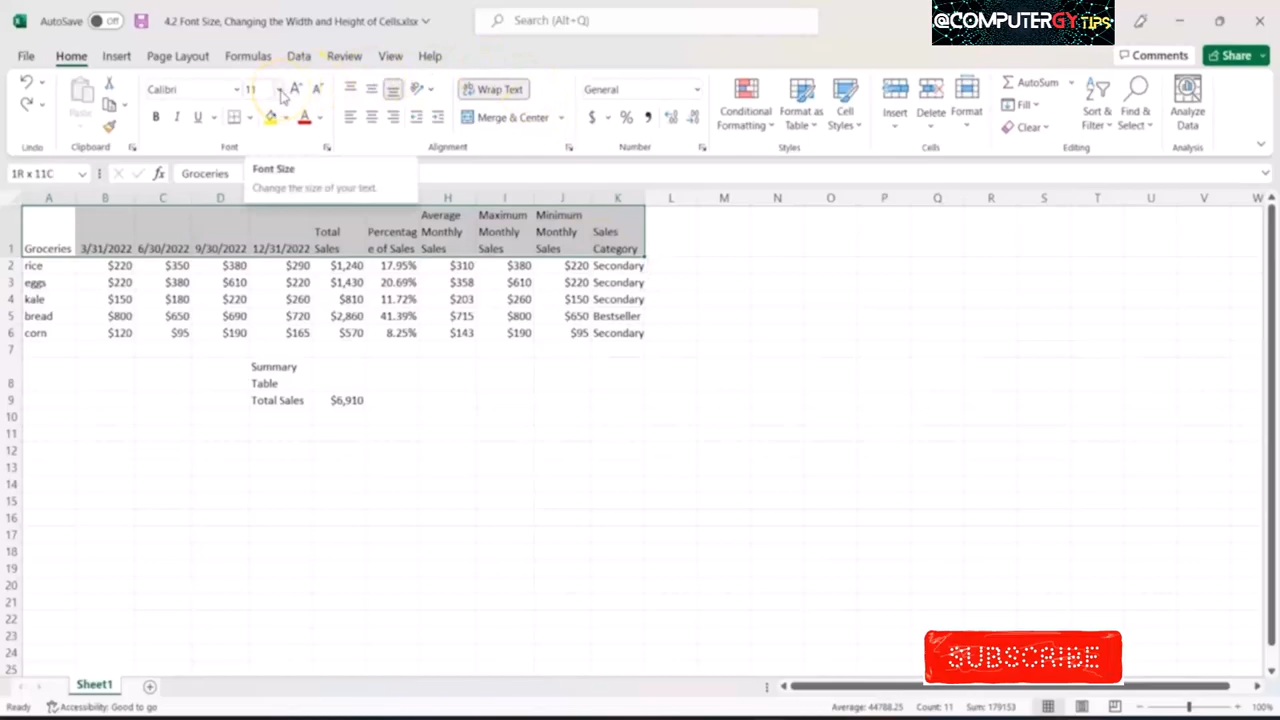 AutoSave Off 4.2 Font Size, Changing the Width and Height of Cells.xlsx Search (Alt+Q) @COMPUTERGY TIPS
File Home Insert Page Layout Formulas Data Review View Help Comments Share
Calibri 11 Wrap Text General AutoSum
Paste B I U A Merge & Center $ % Conditional Formatting Format as Table Cell Styles Insert Delete Format Fill Clear Sort & Filter Find & Select Analyze Data
Undo Clipboard Font Alignment Number Styles Cells Editing Analysis
1R x 11C fx Groceries
Font Size
Change the size of your text.
A B C D H I J K L M N O P Q R S T U V W
1 Groceries 3/31/2022 6/30/2022 9/30/2022 12/31/2022 Total Sales Percentage of Sales Average Monthly Sales Maximum Monthly Sales Minimum Monthly Sales Sales Category
2 rice $220 $350 $380 $290 $1,240 17.95% $310 $380 $220 Secondary
3 eggs $220 $380 $610 $220 $1,430 20.69% $358 $610 $220 Secondary
4 kale $150 $180 $220 $260 $810 11.72% $203 $260 $150 Secondary
5 bread $800 $650 $690 $720 $2,860 41.39% $715 $800 $650 Bestseller
6 corn $120 $95 $190 $165 $570 8.25% $143 $190 $95 Secondary
7
8 Summary Table
9 Total Sales $6,910
10
11
12
13
14
15
16
17
18
19
20
21
22
23
24
25
SUBSCRIBE
Sheet1
Ready Accessibility: Good to go Average: 44788.25 Count: 11 Sum: 179153 100%